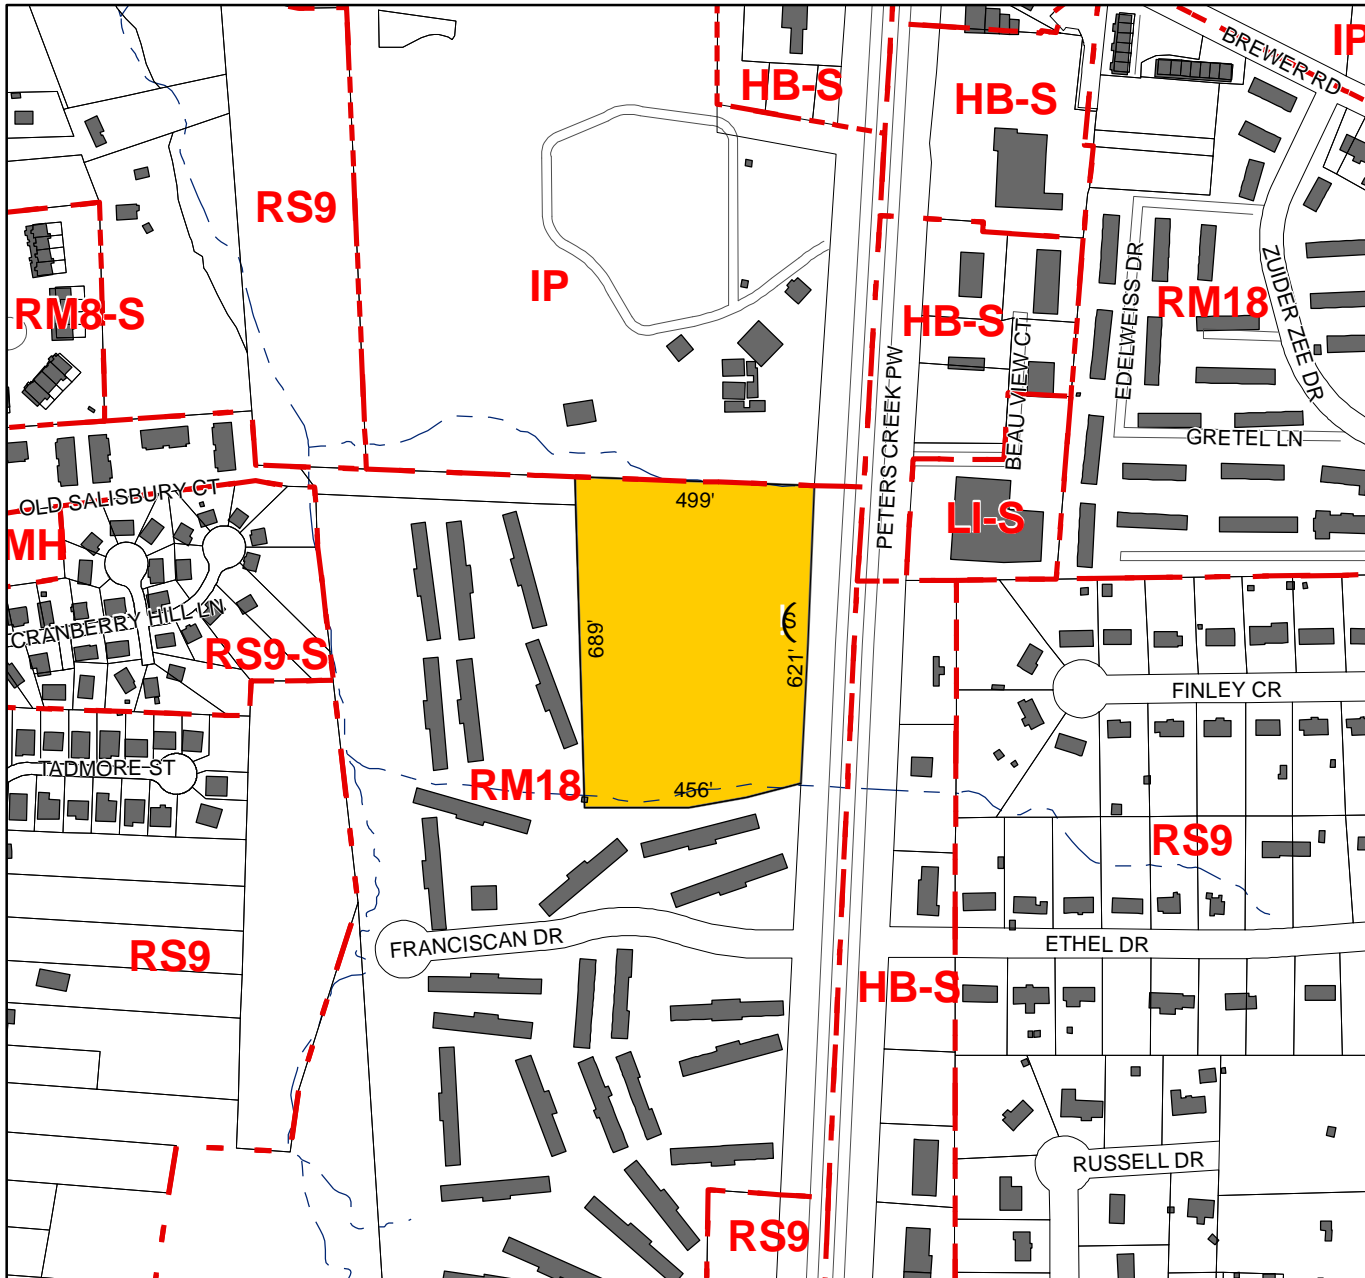 IP
BREWER RD
HB-S
HB-S
RS9
ZUIDER ZEE DR
EDELWEISS DR
IP
RM18
RM8-S
HB-S
BEAU VIEW CT
PETERS CREEK PW
GRETEL LN
OLD SALISBURY CT
499'
LI-S
MH
S
CRANBERRY HILL LN
689'
RS9-S
621'
FINLEY CR
TADMORE ST
RM18
456'
RS9
FRANCISCAN DR
ETHEL DR
RS9
HB-S
RUSSELL DR
RS9